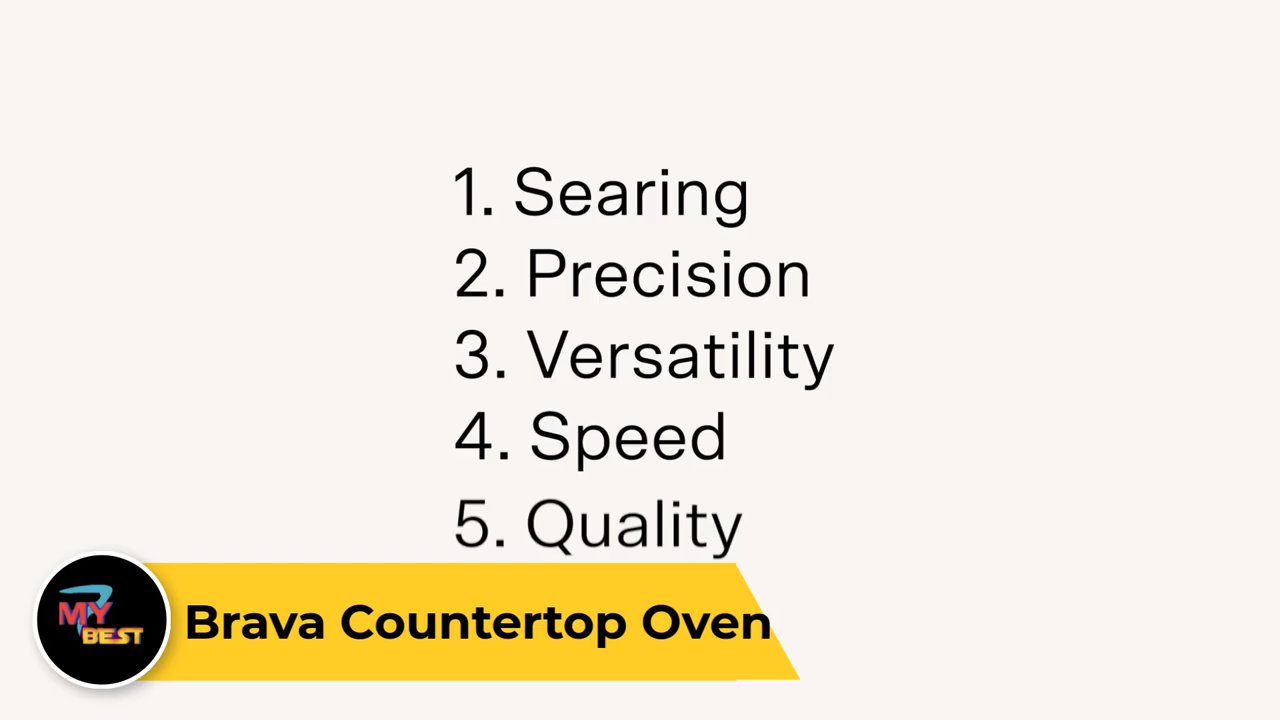 1. Searing
2. Precision
3. Versatility
4. Speed
5. Quality
MY
BEST
Brava Countertop Oven